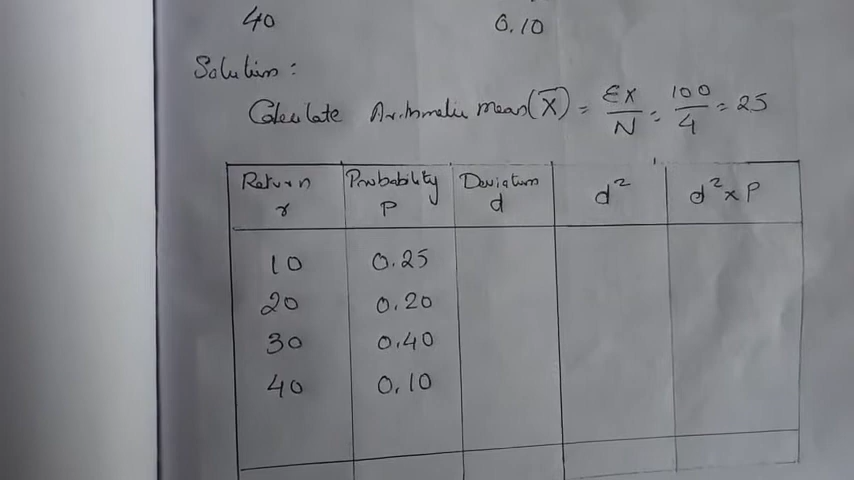 40 0.10
Solution:
Calculate Arithmetic mean (X̅) = ΣX/N = 100/4 = 25
Return r Probability P Deviation d d² d²xP
10 0.25
20 0.20
30 0.40
40 0.10